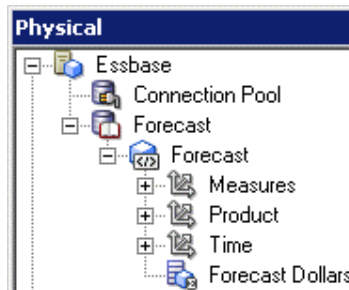 Physical
Essbase
Connection Pool
Forecast
Forecast
Measures
Product
Time
Forecast Dollars